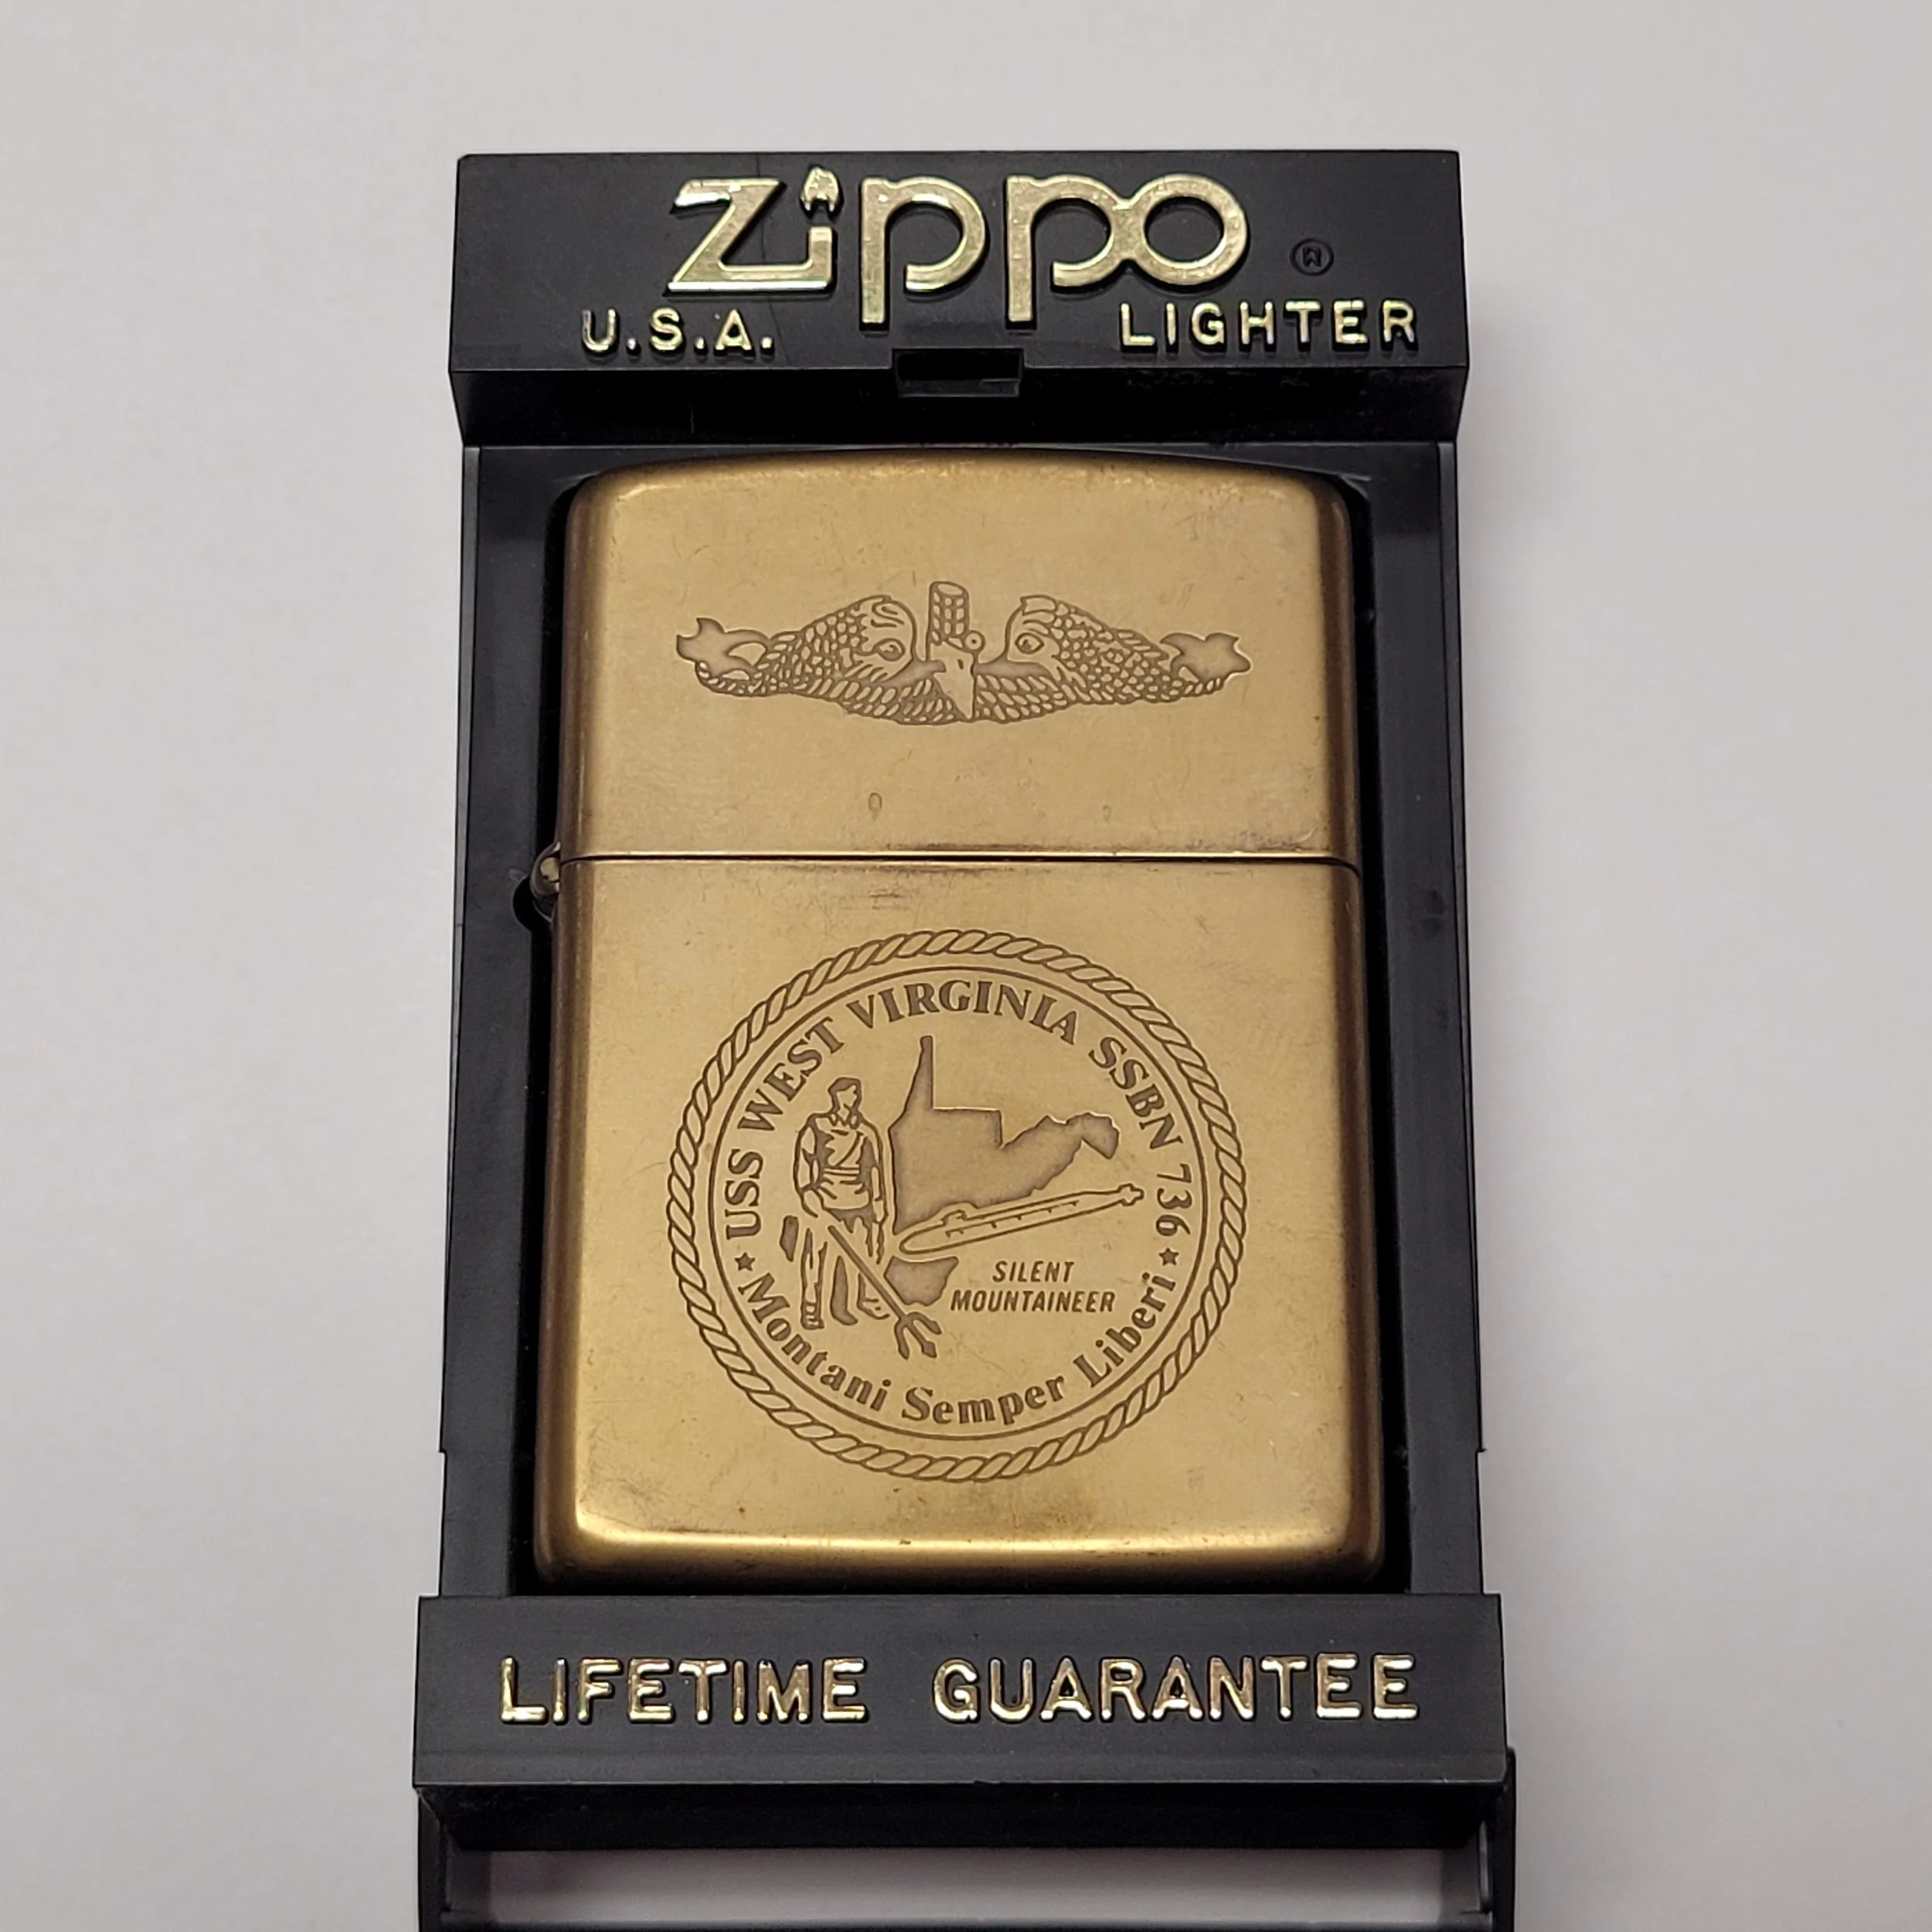 Zippo ®
U.S.A. LIGHTER
USS WEST VIRGINIA SSBN 736
SILENT
MOUNTAINEER
★ Montani Semper Liberi ★
LIFETIME GUARANTEE